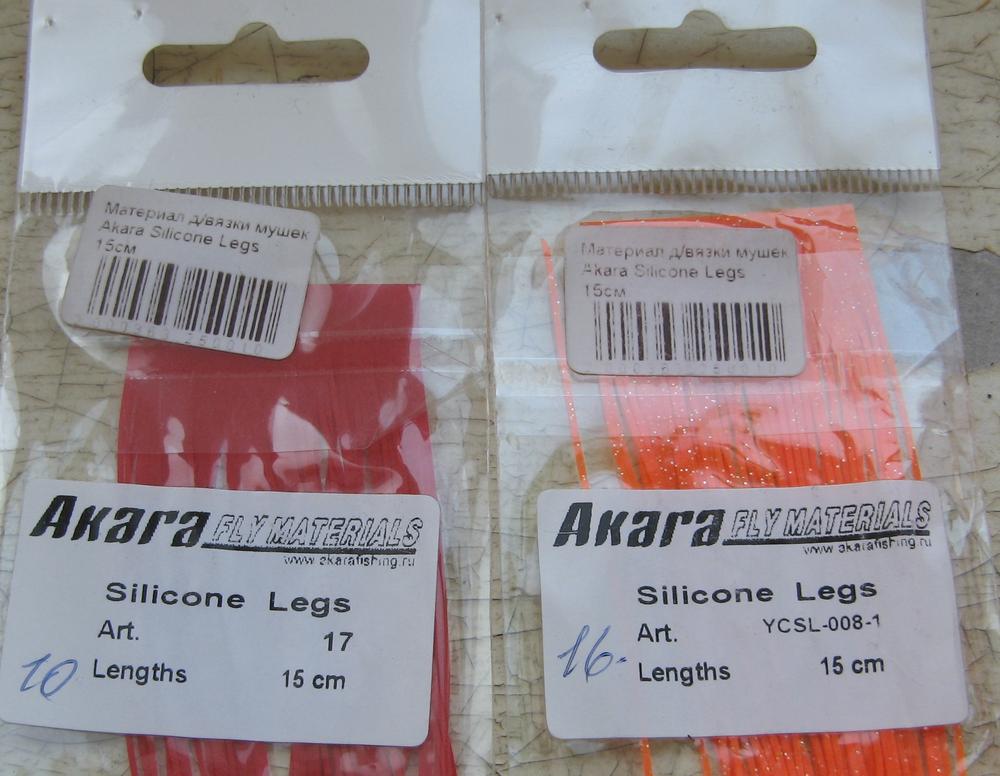 Материал д/вязки мушек
Akara Silicone Legs
15см
Akara FLY MATERIALS
www.akarafishing.ru
Silicone Legs
Art. 17
10 Lengths 15 cm
Материал д/вязки мушек
Akara Silicone Legs
15см
Akara FLY MATERIALS
www.akarafishing.ru
Silicone Legs
Art. YCSL-008-1
16. Lengths 15 cm